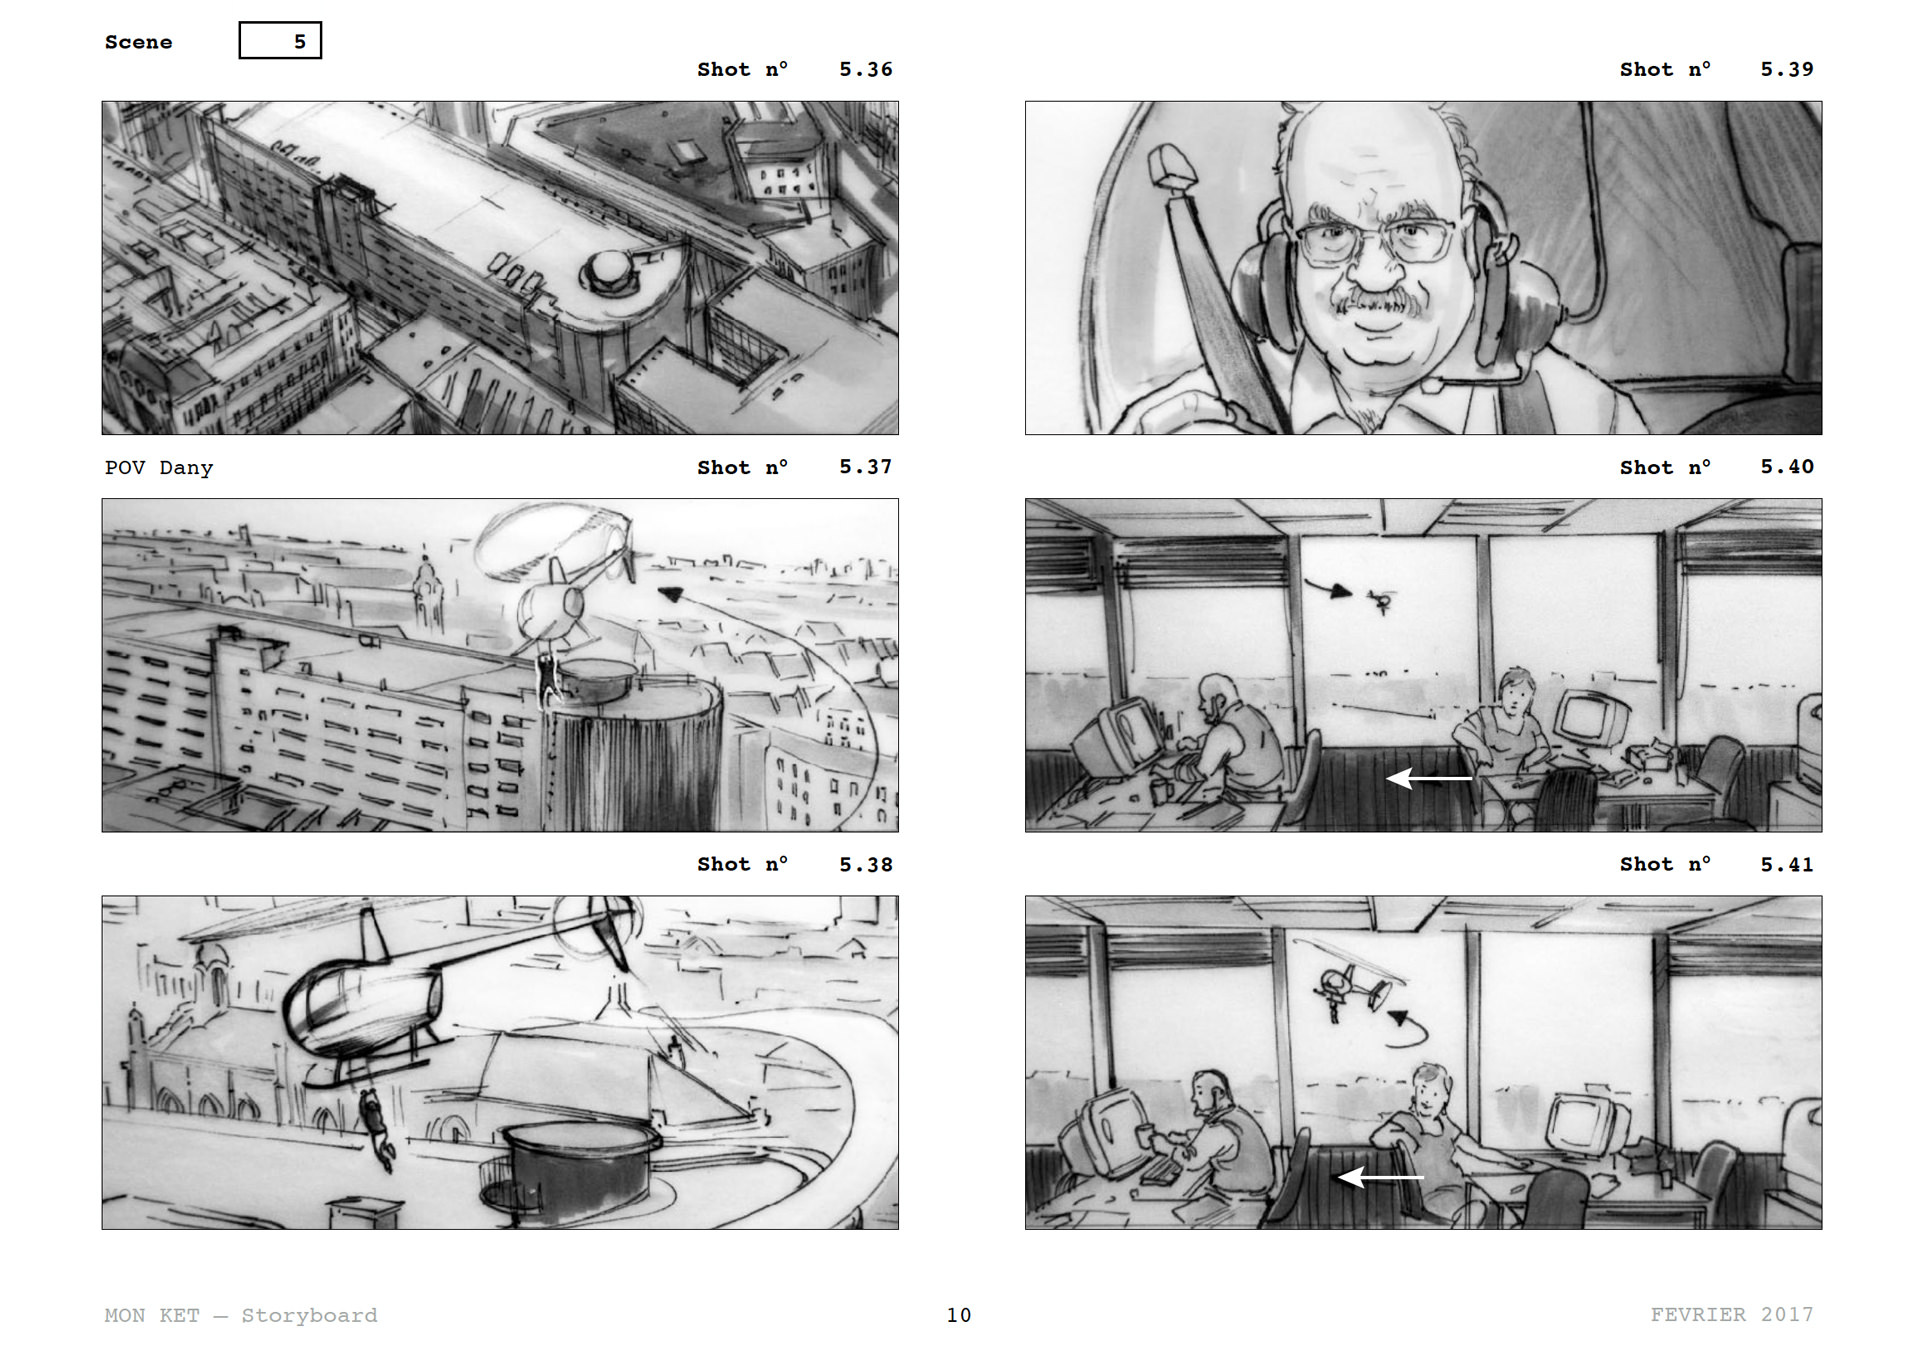 Scene 5
Shot n° 5.36
POV Dany
Shot n° 5.37
Shot n° 5.38
Shot n° 5.39
Shot n° 5.40
Shot n° 5.41
MON KET — Storyboard
10
FEVRIER 2017